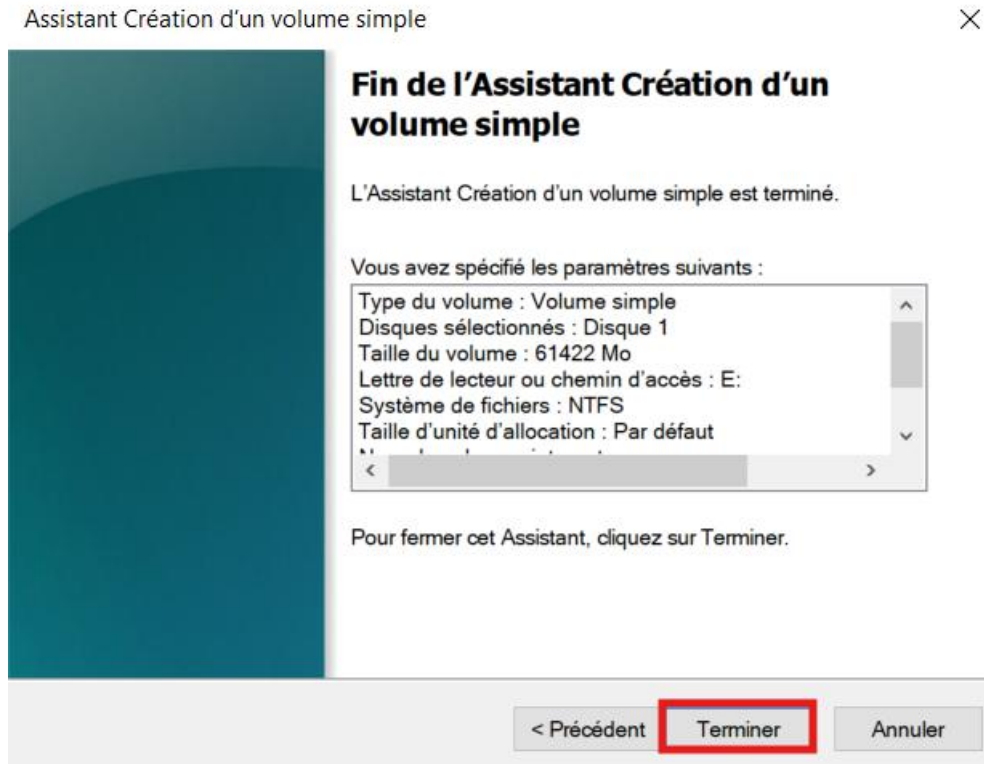 Assistant Création d'un volume simple
Fin de l'Assistant Création d'un
volume simple
L'Assistant Création d'un volume simple est terminé.
Vous avez spécifié les paramètres suivants :
Type du volume : Volume simple
Disques sélectionnés : Disque 1
Taille du volume : 61422 Mo
Lettre de lecteur ou chemin d'accès : E:
Système de fichiers : NTFS
Taille d'unité d'allocation : Par défaut
Pour fermer cet Assistant, cliquez sur Terminer.
< Précédent Terminer Annuler